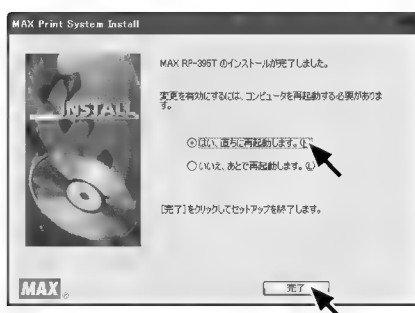 MAX Print System Install
INSTALL
MAX RP-395T のインストールが完了しました。
変更を有効にするには、コンピュータを再起動する必要がありま
す。
はい、直ちに再起動します。
いいえ、あとで再起動します。(L)
[完了]をクリックしてセットアップを終了します。
MAX
完了